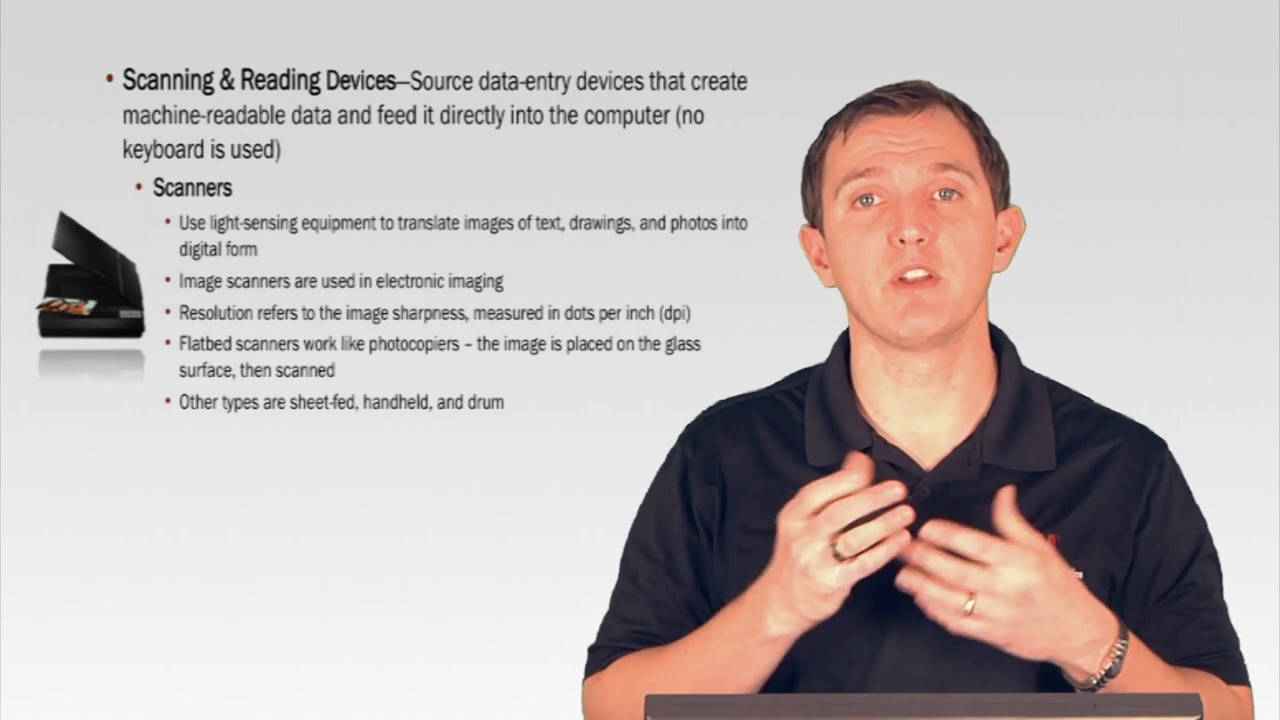 • Scanning & Reading Devices—Source data-entry devices that create
machine-readable data and feed it directly into the computer (no
keyboard is used)
• Scanners
• Use light-sensing equipment to translate images of text, drawings, and photos into
digital form
• Image scanners are used in electronic imaging
• Resolution refers to the image sharpness, measured in dots per inch (dpi)
• Flatbed scanners work like photocopiers – the image is placed on the glass
surface, then scanned
• Other types are sheet-fed, handheld, and drum